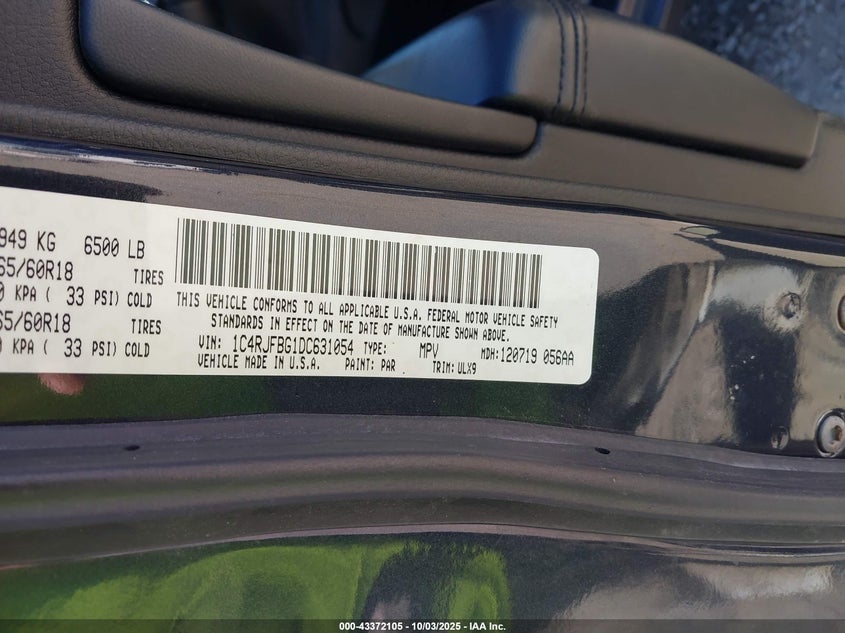 949 KG 6500 LB
65/60R18 TIRES
0 KPA ( 33 PSI) COLD
65/60R18 TIRES
0 KPA ( 33 PSI) COLD
THIS VEHICLE CONFORMS TO ALL APPLICABLE U.S.A. FEDERAL MOTOR VEHICLE SAFETY
STANDARDS IN EFFECT ON THE DATE OF MANUFACTURE SHOWN ABOVE.
VIN: 1C4RJFBG1DC631054 TYPE: MPV MDH:120719 056AA
VEHICLE MADE IN U.S.A. PAINT: PAR TRIM: ULX9
000-43372105 - 10/03/2025 - IAA Inc.